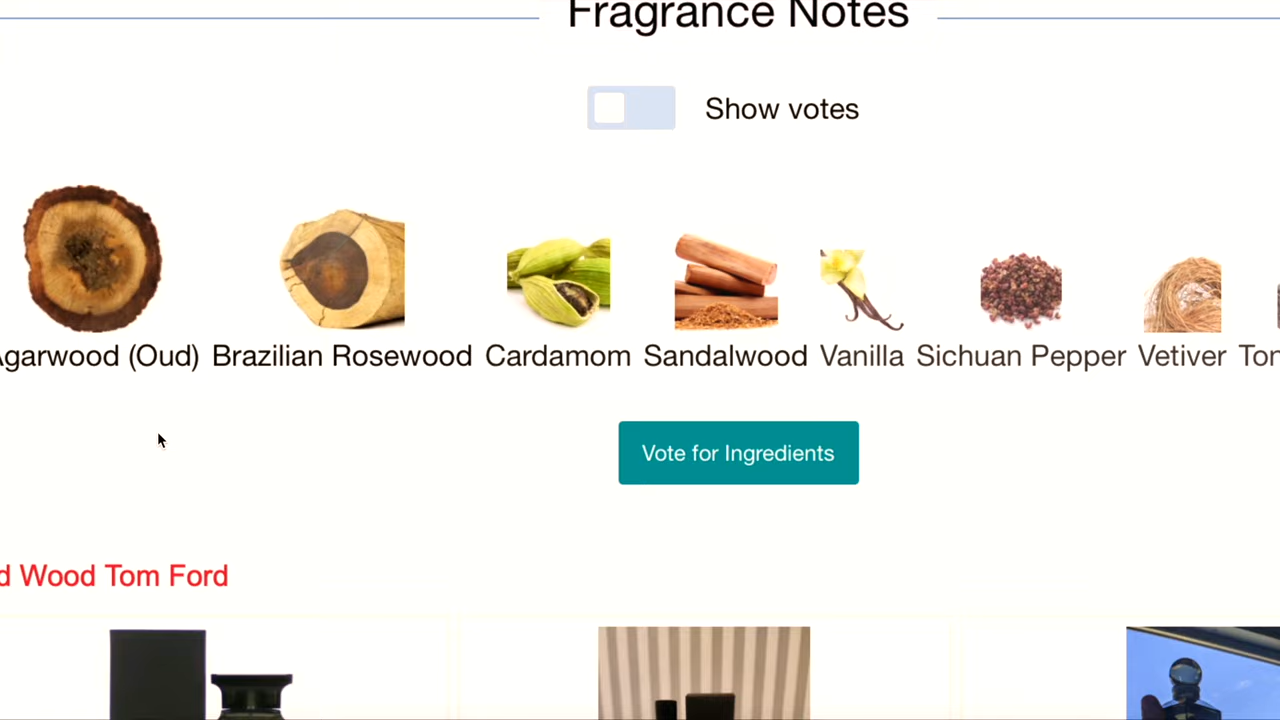 Fragrance Notes
Show votes
Agarwood (Oud) Brazilian Rosewood Cardamom Sandalwood Vanilla Sichuan Pepper Vetiver Ton
Vote for Ingredients
d Wood Tom Ford